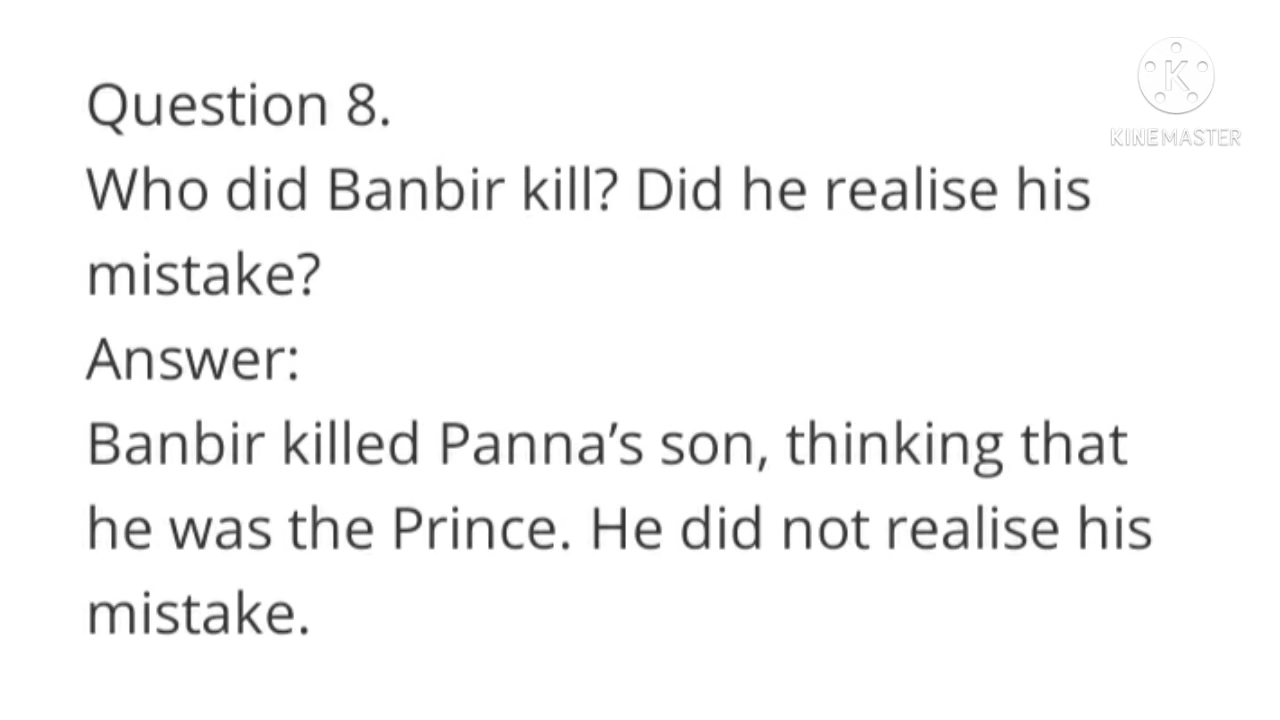 Question 8.
Who did Banbir kill? Did he realise his
mistake?
Answer:
Banbir killed Panna’s son, thinking that
he was the Prince. He did not realise his
mistake.
K
KINEMASTER